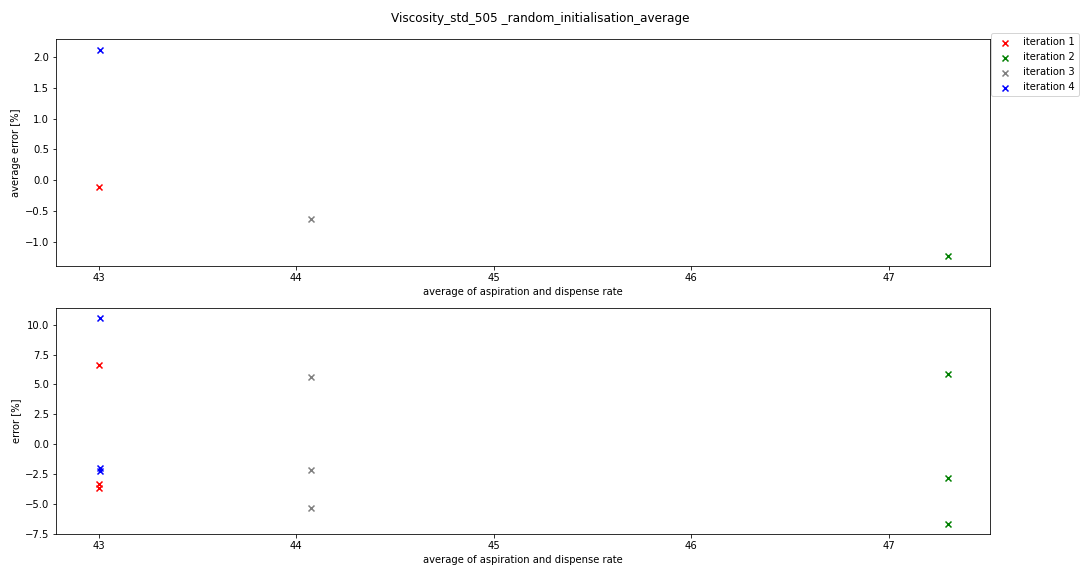 Viscosity_std_505 _random_initialisation_average
iteration 1
iteration 2
iteration 3
iteration 4
average error [%]
2.0
1.5
1.0
0.5
0.0
−0.5
−1.0
43 44 45 46 47
average of aspiration and dispense rate
error [%]
10.0
7.5
5.0
2.5
0.0
−2.5
−5.0
−7.5
43 44 45 46 47
average of aspiration and dispense rate